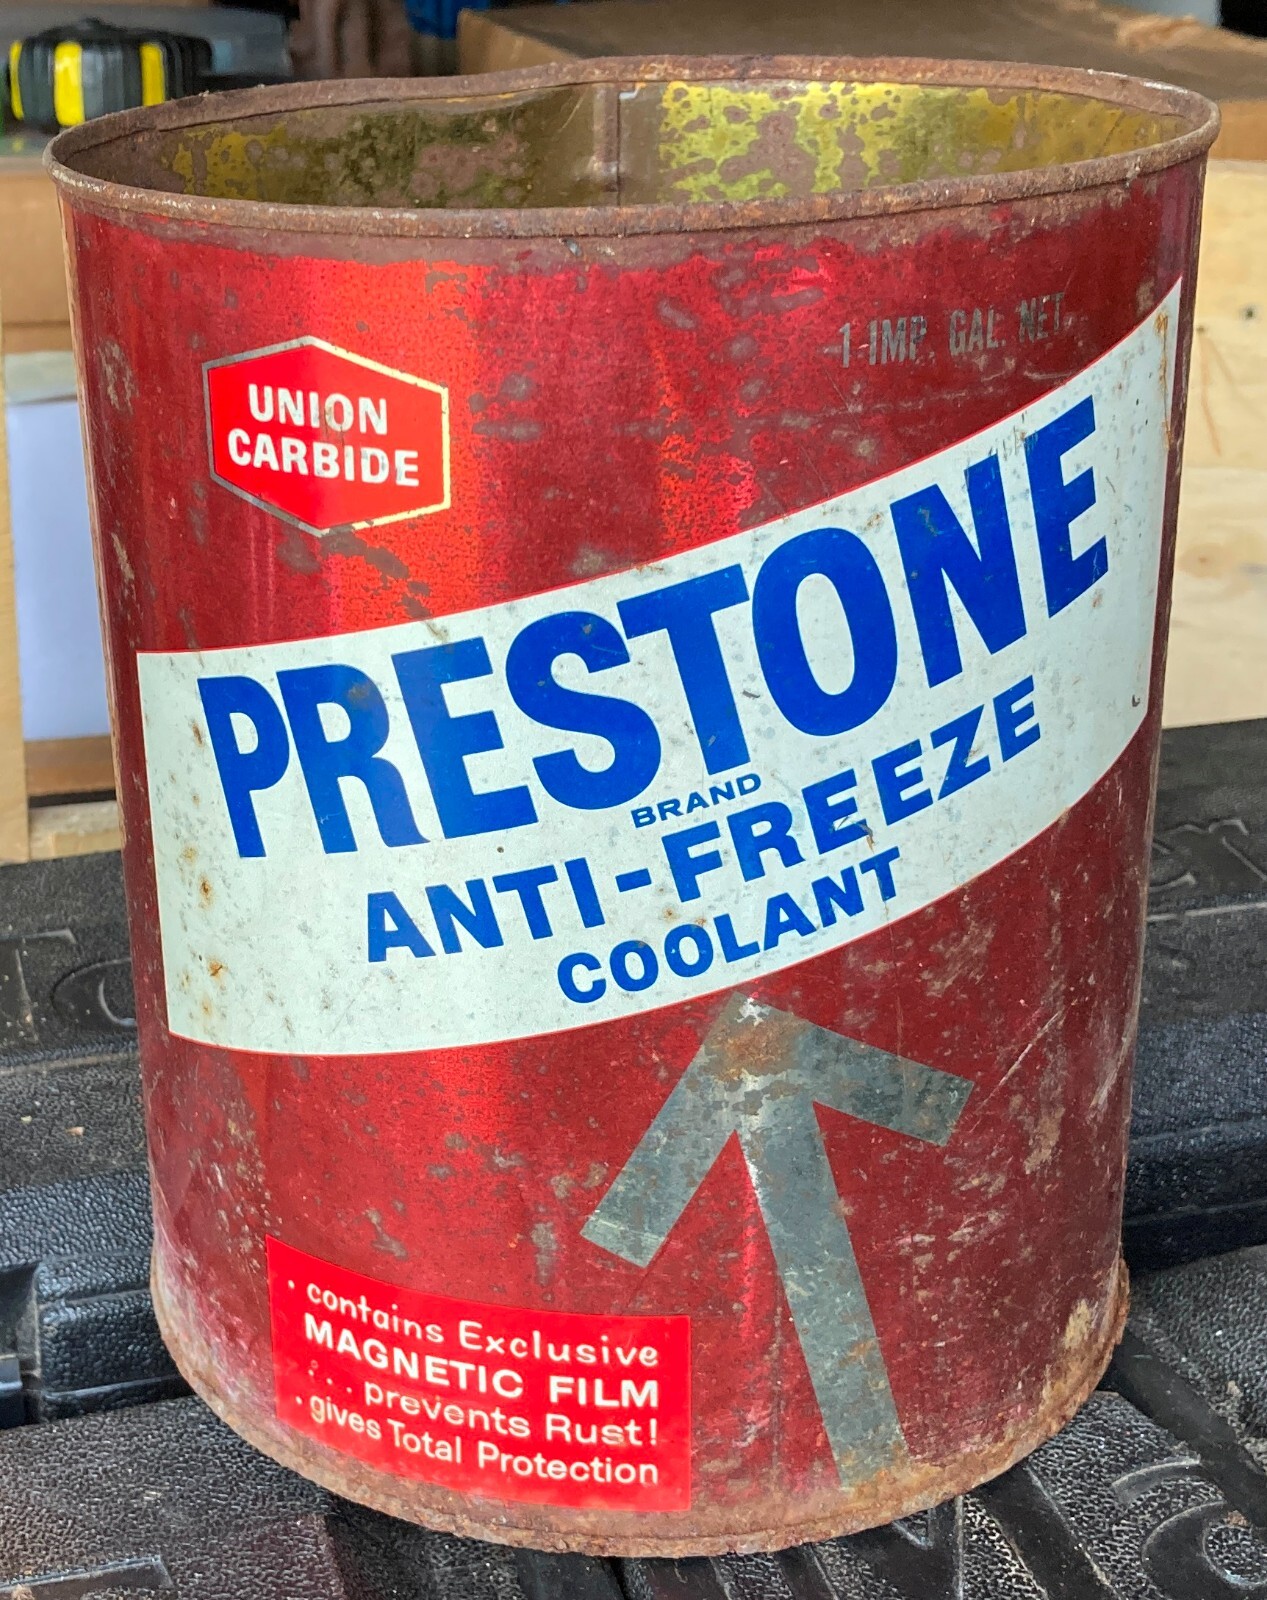 1 IMP. GAL. NET
UNION
CARBIDE
PRESTONE
BRAND
ANTI-FREEZE
COOLANT
. contains Exclusive
MAGNETIC FILM
. . . prevents Rust!
. gives Total Protection